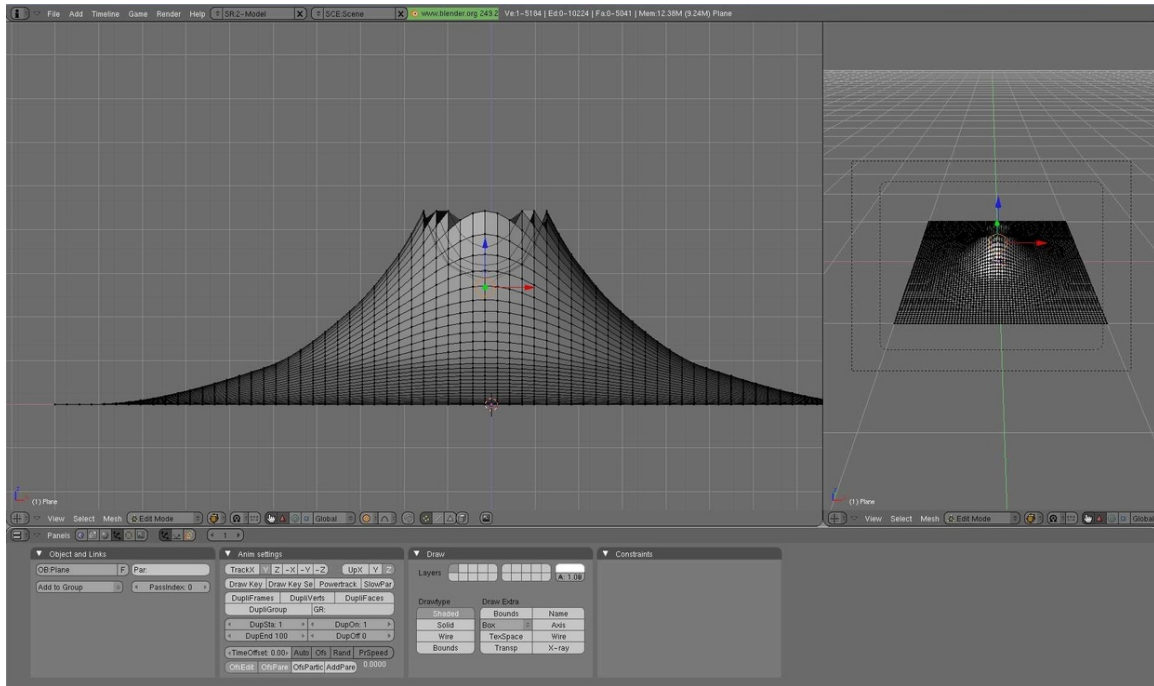 File Add Timeline Game Render Help SR:2-Model X SCE:Scene X www.blender.org 243.2 Ve:1-5184 | Ed:0-10224 | Fa:0-5041 | Mem:12.38M (9.24M) Plane
(1) Plane
(1) Plane
View Select Mesh Edit Mode Global
View Select Mesh Edit Mode Global
Panels 1
Object and Links
OB:Plane F Par:
Add to Group PassIndex: 0
Anim settings
TrackX Y Z -X -Y -Z UpX Y Z
Draw Key Draw Key Se Powertrack SlowPar
DupliFrames DupliVerts DupliFaces
DupliGroup GR:
DupSta: 1 DupOn: 1
DupEnd 100 DupOff 0
TimeOffset: 0.00 Auto Ofs Rand PrSpeed
OfsEdit OfsPare OfsPartic AddPare 0.0000
Draw
Layers A: 1.08
Drawtype Draw Extra
Shaded Bounds Name
Solid Box Axis
Wire TexSpace Wire
Bounds Transp X-ray
Constraints